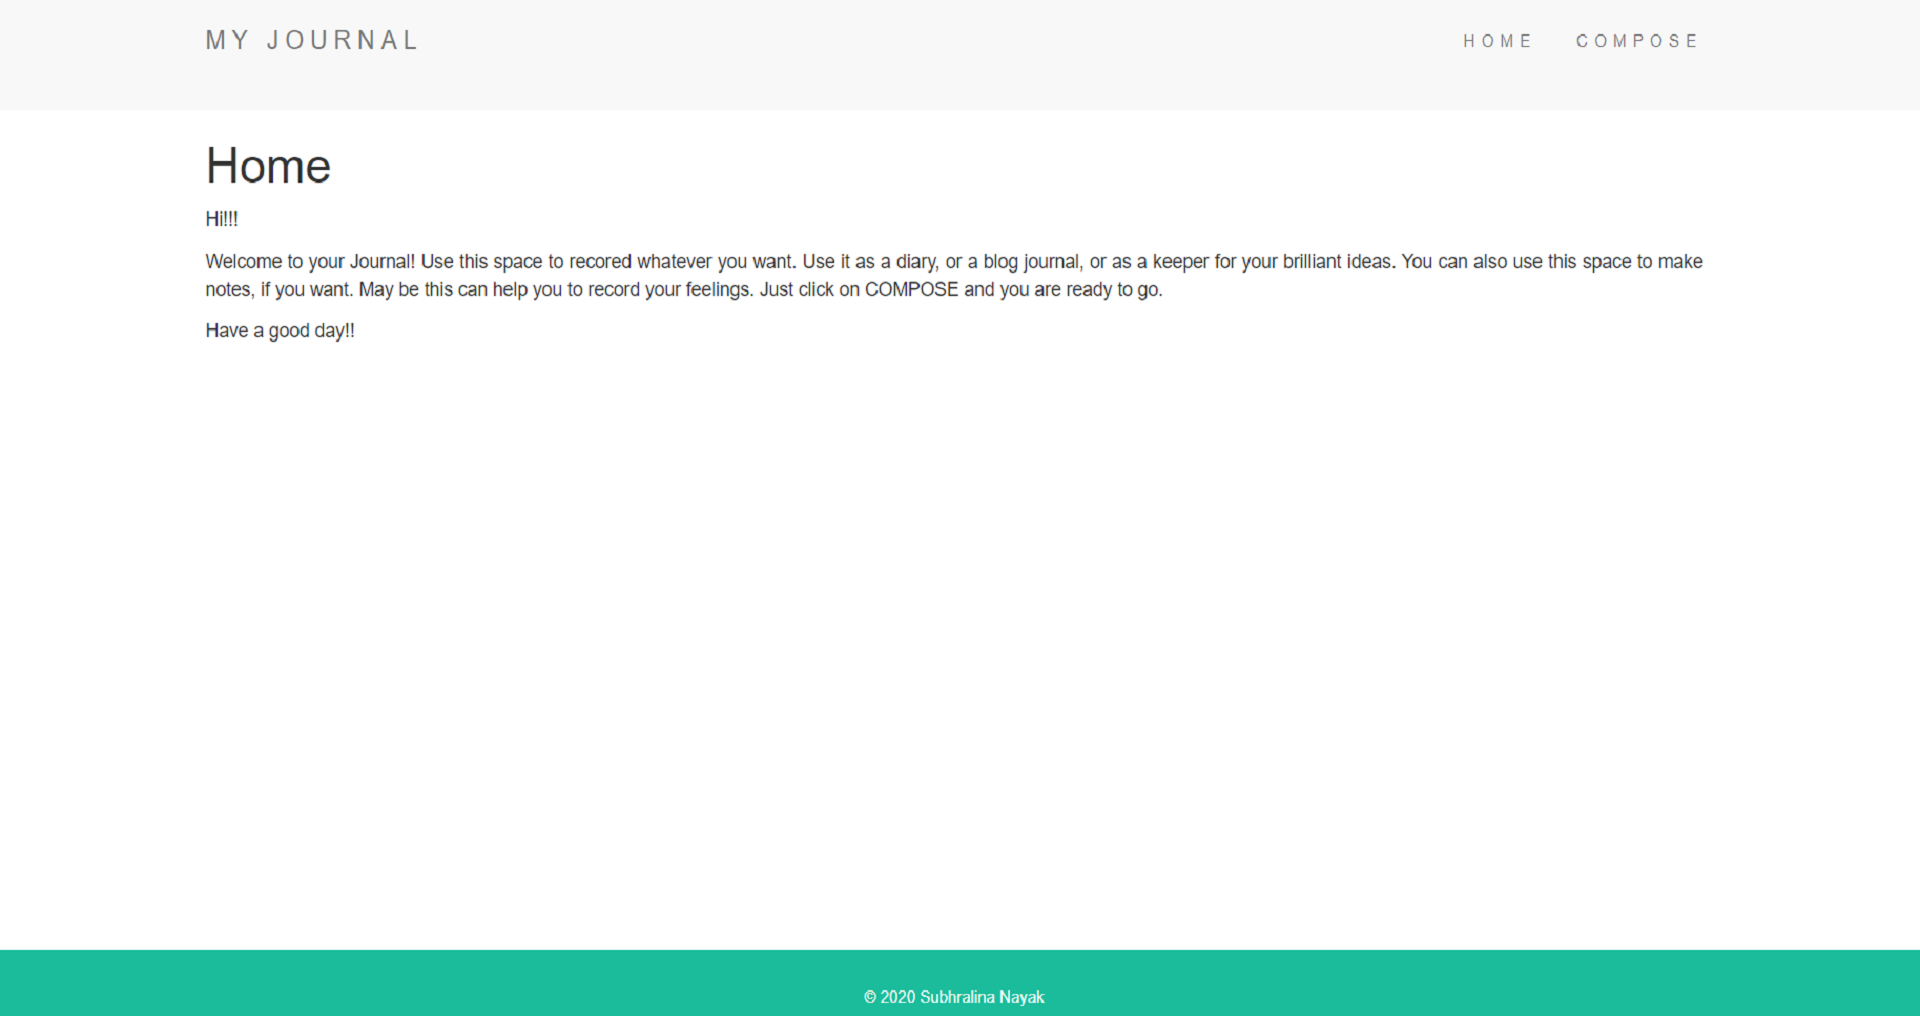 MY JOURNAL
HOME COMPOSE
Home
Hi!!!
Welcome to your Journal! Use this space to recored whatever you want. Use it as a diary, or a blog journal, or as a keeper for your brilliant ideas. You can also use this space to make
notes, if you want. May be this can help you to record your feelings. Just click on COMPOSE and you are ready to go.
Have a good day!!
© 2020 Subhralina Nayak